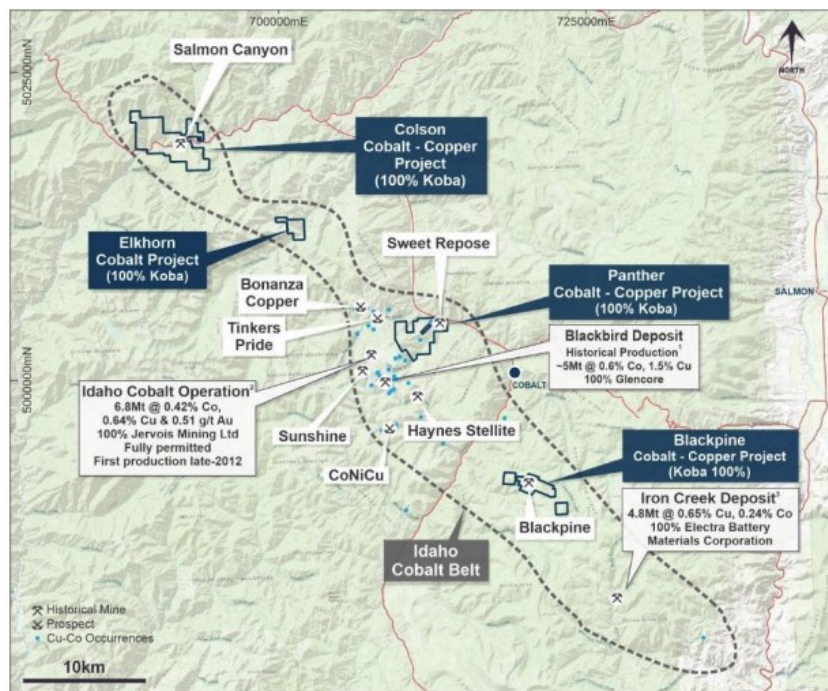 700000mE
725000mE
5025000mN
NORTH
Salmon Canyon
Colson
Cobalt - Copper
Project
(100% Koba)
Elkhorn
Cobalt Project
(100% Koba)
Sweet Repose
Bonanza
Copper
Tinkers
Pride
Panther
Cobalt - Copper Project
(100% Koba)
SALMON
Blackbird Deposit
Historical Production¹
~5Mt @ 0.6% Co, 1.5% Cu
100% Glencore
5000000mN
COBALT
Idaho Cobalt Operation²
6.8Mt @ 0.42% Co,
0.64% Cu & 0.51 g/t Au
100% Jervois Mining Ltd
Fully permitted
First production late-2012
Sunshine
Haynes Stellite
CoNiCu
Blackpine
Cobalt - Copper Project
(Koba 100%)
Blackpine
Iron Creek Deposit³
4.8Mt @ 0.65% Cu, 0.24% Co
100% Electra Battery
Materials Corporation
Idaho
Cobalt Belt
Historical Mine
Prospect
Cu-Co Occurrences
10km